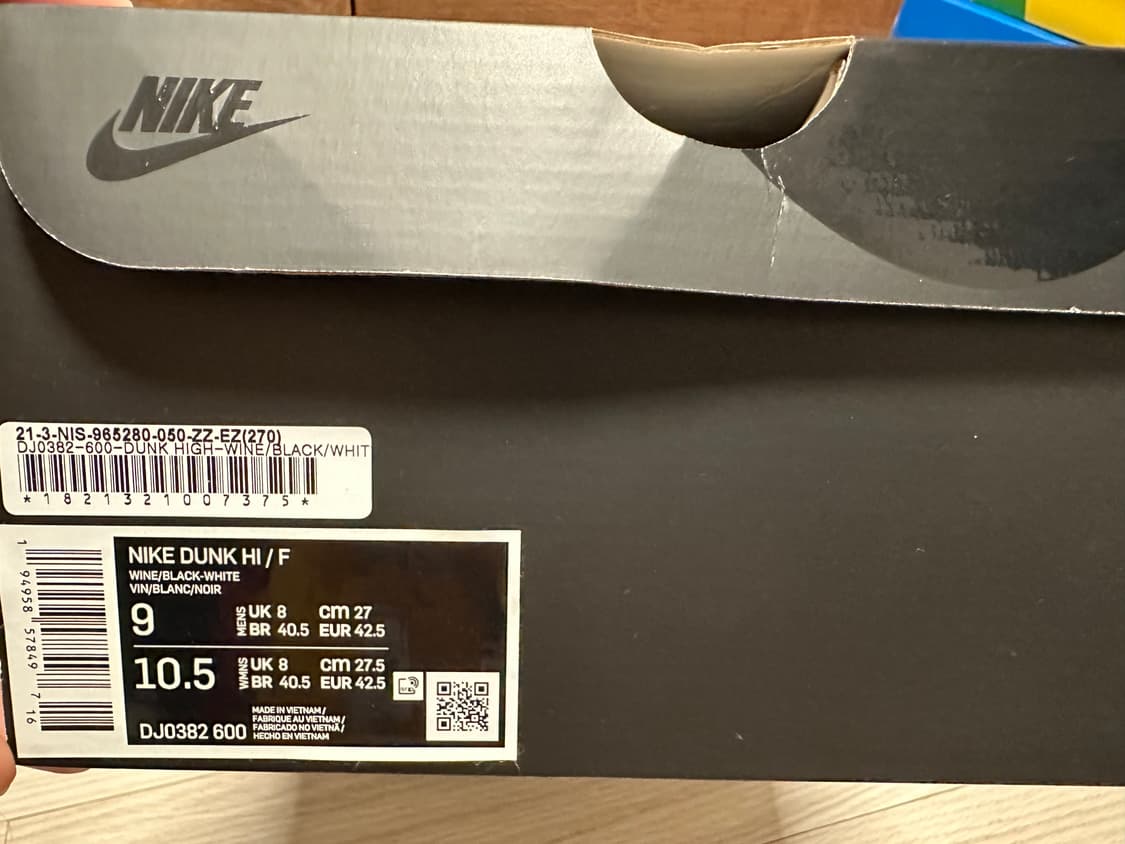 NIKE
21-3-NIS-965280-050-ZZ-EZ(270)
DJ0382-600-DUNK HIGH-WINE/BLACK/WHIT
*1821321007375*
1 94958 57849 7 16
NIKE DUNK HI / F
WINE/BLACK-WHITE
VIN/BLANC/NOIR
9 MENS UK 8 cm 27
BR 40.5 EUR 42.5
10.5 WMNS UK 8 cm 27.5
BR 40.5 EUR 42.5
MADE IN VIETNAM /
FABRIQUE AU VIETNAM /
FABRICADO NO VIETNÃ /
HECHO EN VIETNAM
DJ0382 600